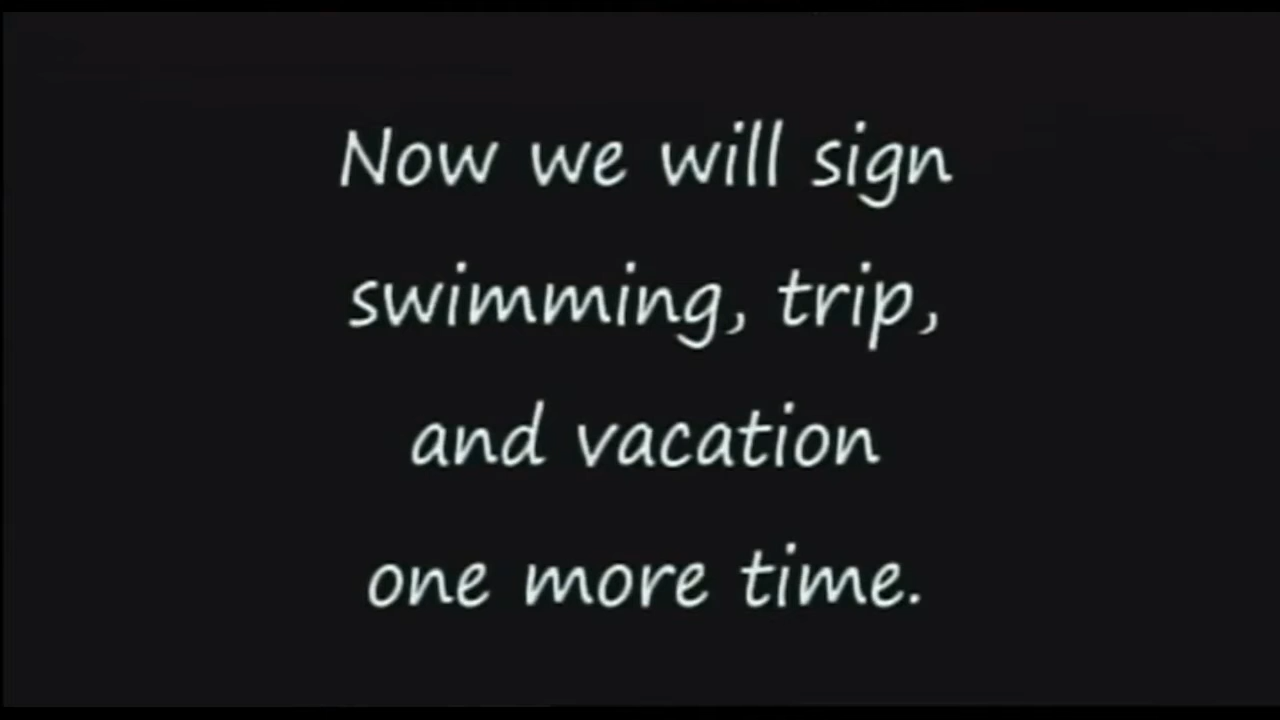 Now we will sign
swimming, trip,
and vacation
one more time.